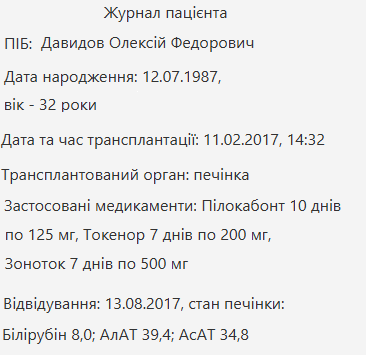 Журнал пацієнта
ПІБ: Давидов Олексій Федорович
Дата народження: 12.07.1987,
вік - 32 роки
Дата та час трансплантації: 11.02.2017, 14:32
Трансплантований орган: печінка
Застосовані медикаменти: Пілокабонт 10 днів
по 125 мг, Токенор 7 днів по 200 мг,
Зоноток 7 днів по 500 мг
Відвідування: 13.08.2017, стан печінки:
Білірубін 8,0; АлАТ 39,4; АсАТ 34,8